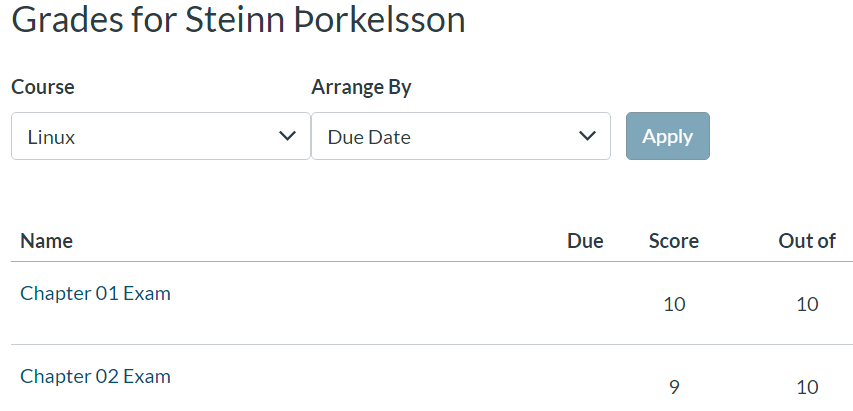 Grades for Steinn Þorkelsson
Course Arrange By
Linux Due Date Apply
Name Due Score Out of
Chapter 01 Exam 10 10
Chapter 02 Exam 9 10